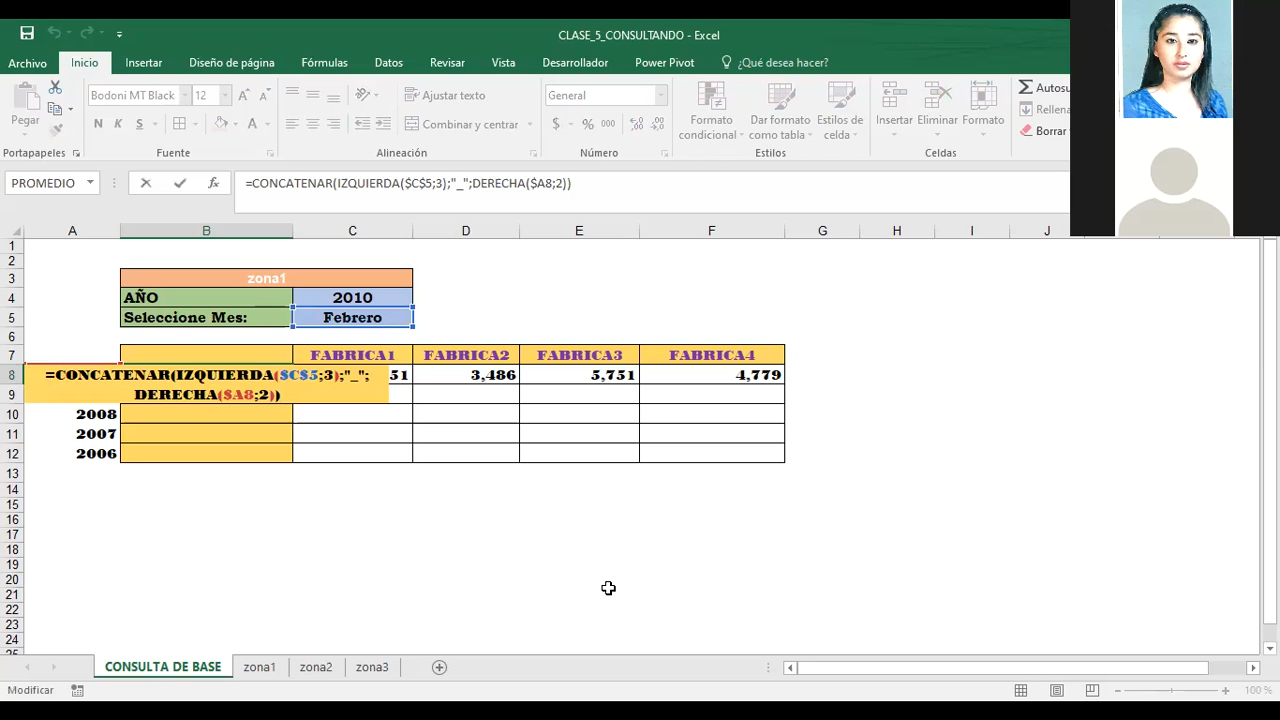 CLASE_5_CONSULTANDO - Excel
Archivo Inicio Insertar Diseño de página Fórmulas Datos Revisar Vista Desarrollador Power Pivot ¿Qué desea hacer?
Bodoni MT Black 12 Ajustar texto General Autosu
Pegar N K S Combinar y centrar $ % 000 Formato condicional Dar formato como tabla Estilos de celda Insertar Eliminar Formato Rellena
Borrar
Portapapeles Fuente Alineación Número Estilos Celdas
PROMEDIO =CONCATENAR(IZQUIERDA($C$5;3);"_";DERECHA($A8;2))
A B C D E F G H I J
1
2
3 zona1
4 AÑO 2010
5 Seleccione Mes: Febrero
6
7 FABRICA1 FABRICA2 FABRICA3 FABRICA4
8 =CONCATENAR(IZQUIERDA($C$5;3);"_"; 51 3,486 5,751 4,779
9 DERECHA($A8;2))
10 2008
11 2007
12 2006
13
14
15
16
17
18
19
20
21
22
23
24
CONSULTA DE BASE zona1 zona2 zona3
Modificar 100 %